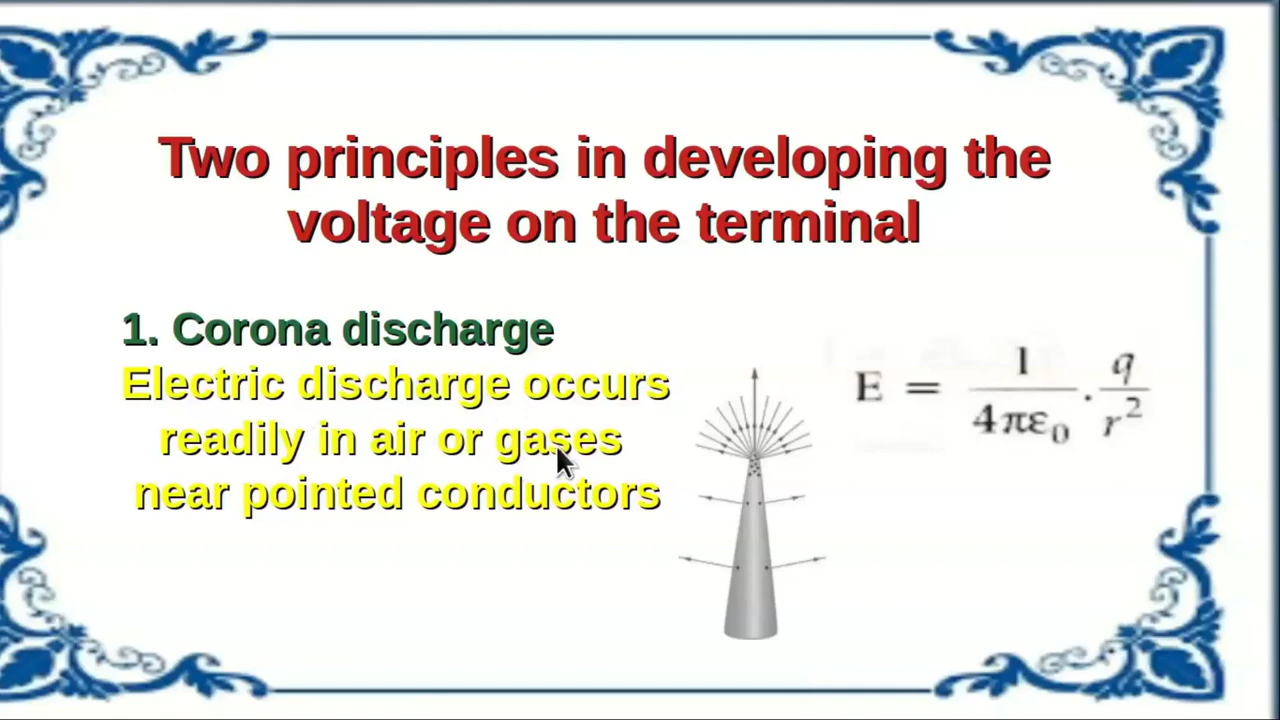 Two principles in developing the
voltage on the terminal
1. Corona discharge
Electric discharge occurs
readily in air or gases
near pointed conductors
E = 1/4πε₀ . q/r²